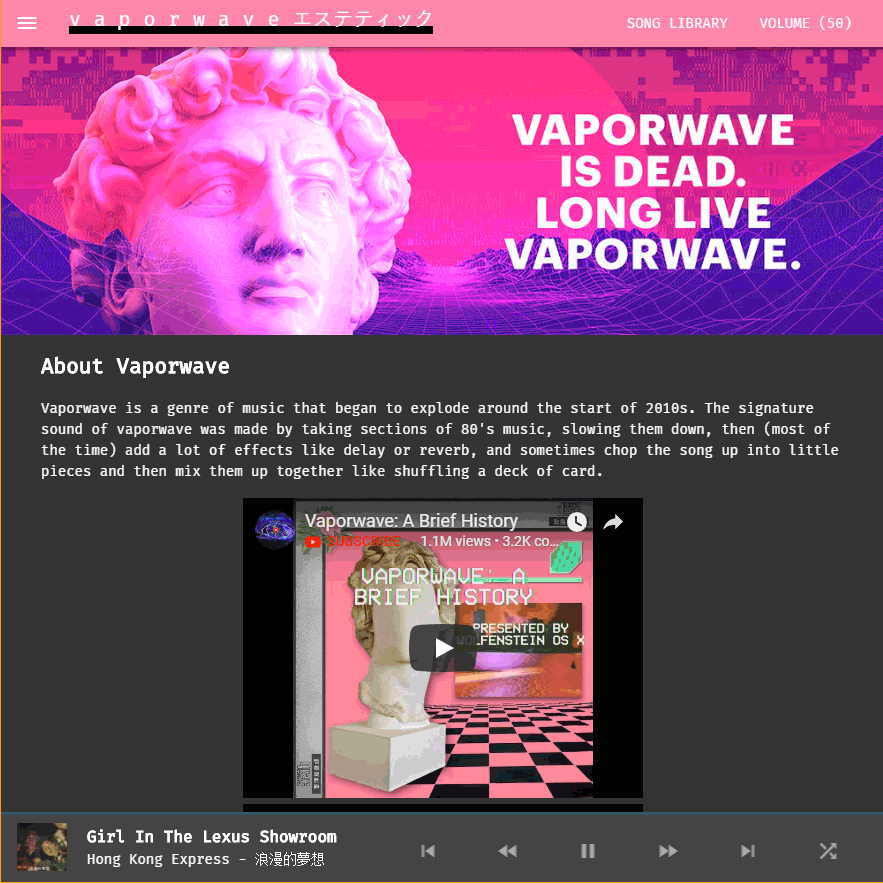 v a p o r w a v e エステティック
SONG LIBRARY
VOLUME (50)
VAPORWAVE
IS DEAD.
LONG LIVE
VAPORWAVE.
About Vaporwave
Vaporwave is a genre of music that began to explode around the start of 2010s. The signature
sound of vaporwave was made by taking sections of 80's music, slowing them down, then (most of
the time) add a lot of effects like delay or reverb, and sometimes chop the song up into little
pieces and then mix them up together like shuffling a deck of card.
Vaporwave: A Brief History
SUBSCRIBE
1.1M views • 3.2K co…
VAPORWAVE: A
BRIEF HISTORY
PRESENTED BY
WOLFENSTEIN OS X
Girl In The Lexus Showroom
Hong Kong Express - 浪漫的夢想